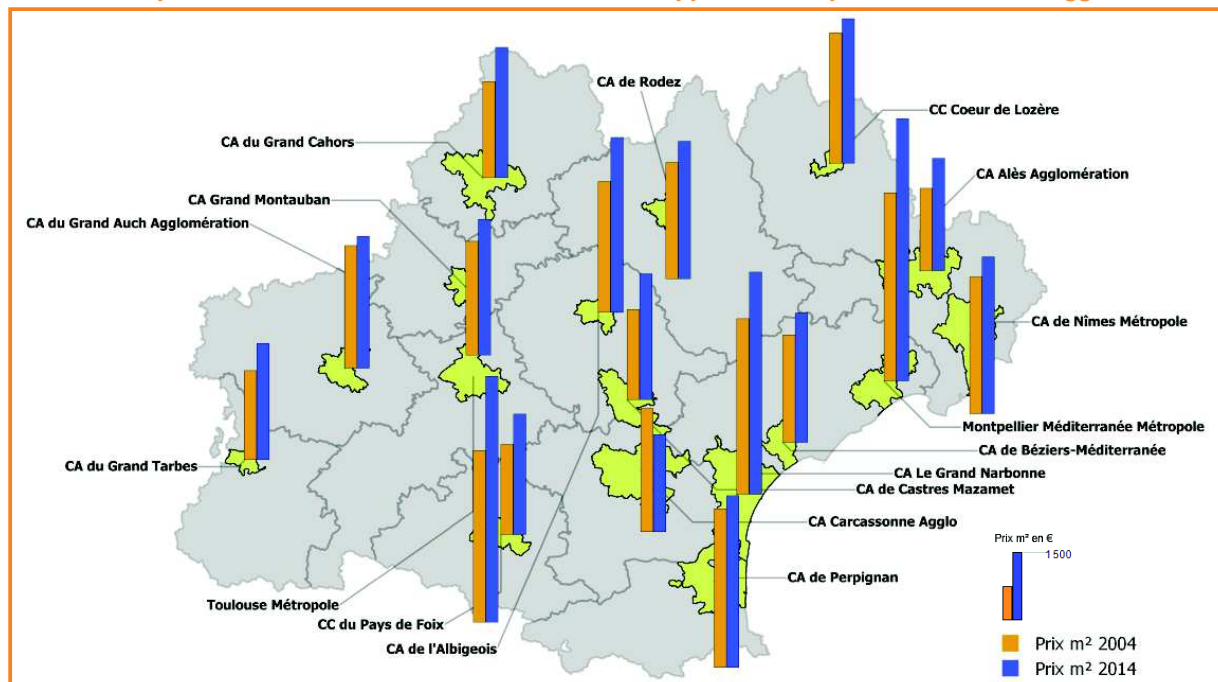 CA de Rodez
CC Coeur de Lozère
CA du Grand Cahors
CA Alès Agglomération
CA Grand Montauban
CA du Grand Auch Agglomération
CA de Nîmes Métropole
Montpellier Méditerranée Métropole
CA de Béziers-Méditerranée
CA du Grand Tarbes
CA Le Grand Narbonne
CA de Castres Mazamet
CA Carcassonne Agglo
Prix m² en €
1500
CA de Perpignan
Toulouse Métropole
CC du Pays de Foix
CA de l'Albigeois
Prix m² 2004
Prix m² 2014